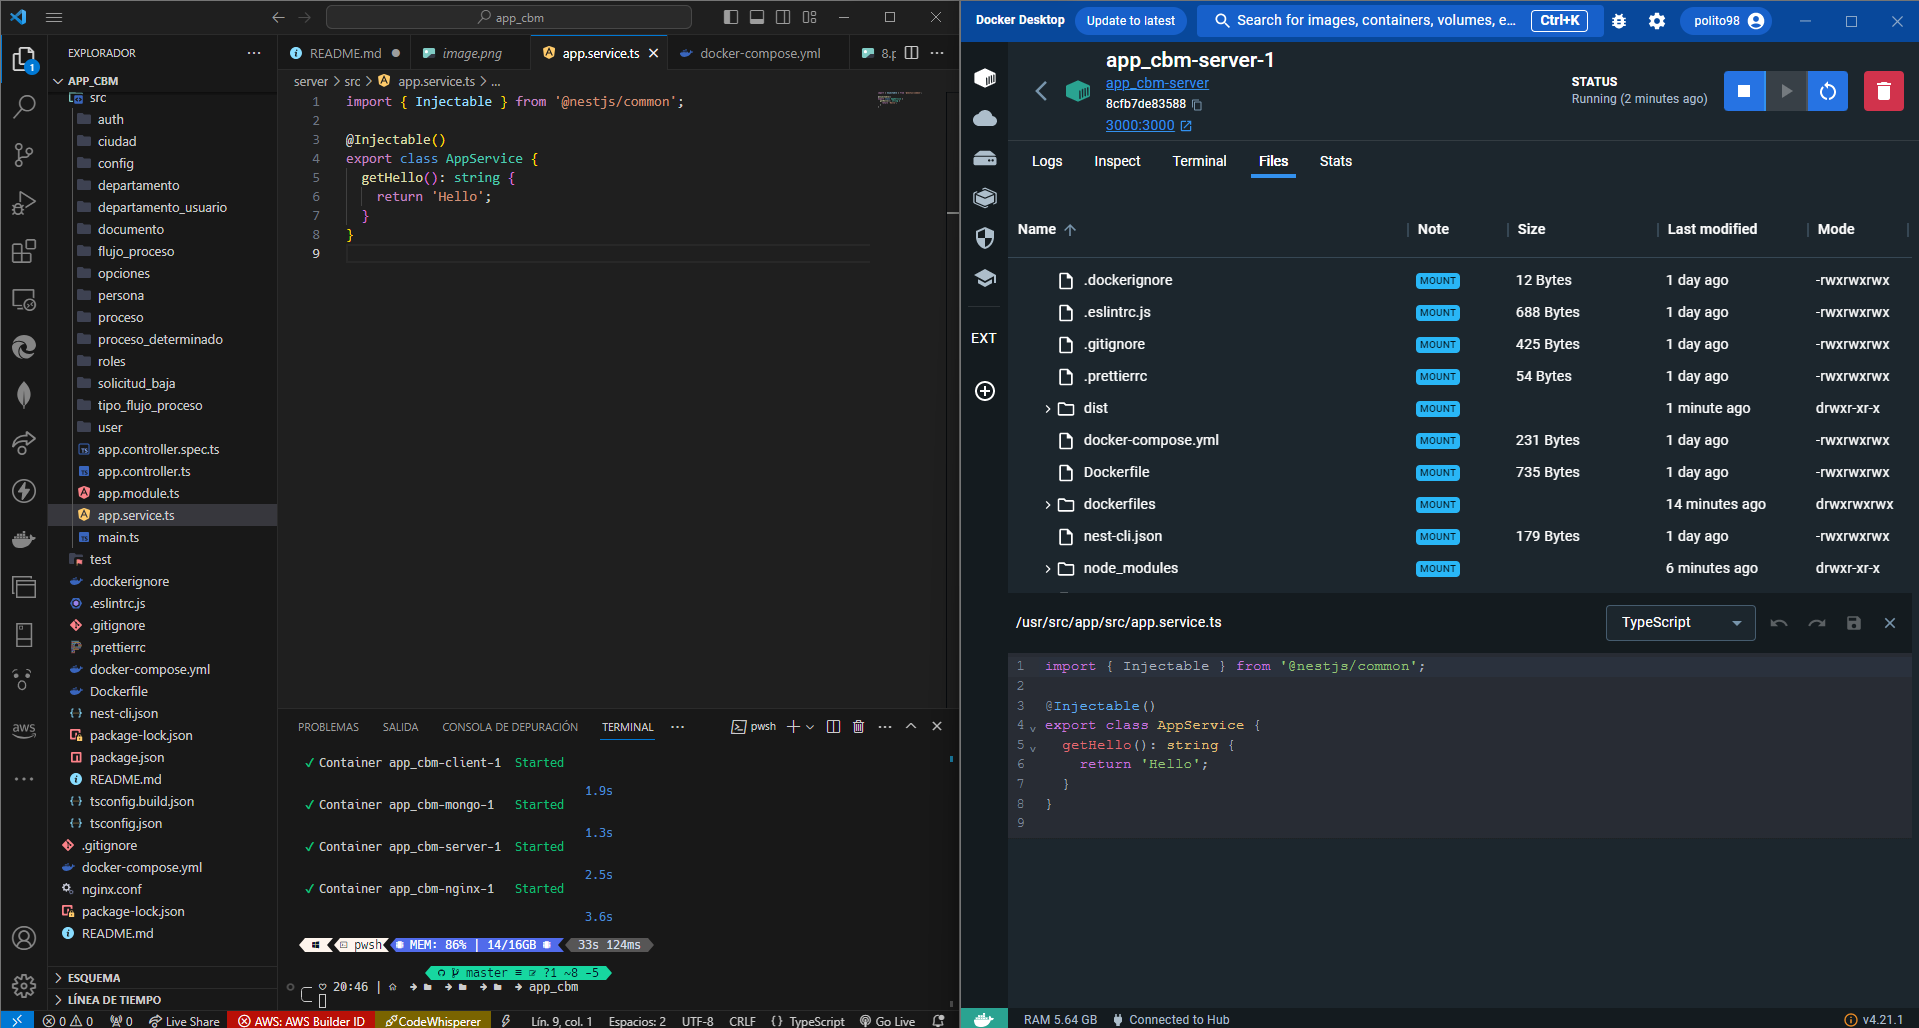 app_cbm
EXPLORADOR
APP_CBM
src
auth
ciudad
config
departamento
departamento_usuario
documento
flujo_proceso
opciones
persona
proceso
proceso_determinado
roles
solicitud_baja
tipo_flujo_proceso
user
app.controller.spec.ts
app.controller.ts
app.module.ts
app.service.ts
main.ts
test
.dockerignore
.eslintrc.js
.gitignore
.prettierrc
docker-compose.yml
Dockerfile
nest-cli.json
package-lock.json
package.json
README.md
tsconfig.build.json
tsconfig.json
.gitignore
docker-compose.yml
nginx.conf
package-lock.json
README.md
ESQUEMA
LÍNEA DE TIEMPO
1
EXT
aws
README.md image.png app.service.ts docker-compose.yml 8.p
server > src > app.service.ts > ...
1 import { Injectable } from '@nestjs/common';
2
3 @Injectable()
4 export class AppService {
5 getHello(): string {
6 return 'Hello';
7 }
8 }
9
PROBLEMAS SALIDA CONSOLA DE DEPURACIÓN TERMINAL pwsh
✓ Container app_cbm-client-1 Started
1.9s
✓ Container app_cbm-mongo-1 Started
1.3s
✓ Container app_cbm-server-1 Started
2.5s
✓ Container app_cbm-nginx-1 Started
3.6s
pwsh MEM: 86% | 14/16GB 33s 124ms
master ≡ ?1 ~8 -5
20:46 | app_cbm
0 0 0 Live Share AWS: AWS Builder ID CodeWhisperer Lín. 9, col. 1 Espacios: 2 UTF-8 CRLF {} TypeScript Go Live
Docker Desktop Update to latest Search for images, containers, volumes, e... Ctrl+K polito98
app_cbm-server-1
app_cbm-server
8cfb7de83588
3000:3000
STATUS
Running (2 minutes ago)
Logs Inspect Terminal Files Stats
Name Note Size Last modified Mode
.dockerignore MOUNT 12 Bytes 1 day ago -rwxrwxrwx
.eslintrc.js MOUNT 688 Bytes 1 day ago -rwxrwxrwx
.gitignore MOUNT 425 Bytes 1 day ago -rwxrwxrwx
.prettierrc MOUNT 54 Bytes 1 day ago -rwxrwxrwx
dist MOUNT 1 minute ago drwxr-xr-x
docker-compose.yml MOUNT 231 Bytes 1 day ago -rwxrwxrwx
Dockerfile MOUNT 735 Bytes 1 day ago -rwxrwxrwx
dockerfiles MOUNT 14 minutes ago drwxrwxrwx
nest-cli.json MOUNT 179 Bytes 1 day ago -rwxrwxrwx
node_modules MOUNT 6 minutes ago drwxr-xr-x
/usr/src/app/src/app.service.ts TypeScript
1 import { Injectable } from '@nestjs/common';
2
3 @Injectable()
4 export class AppService {
5 getHello(): string {
6 return 'Hello';
7 }
8 }
9
RAM 5.64 GB Connected to Hub v4.21.1